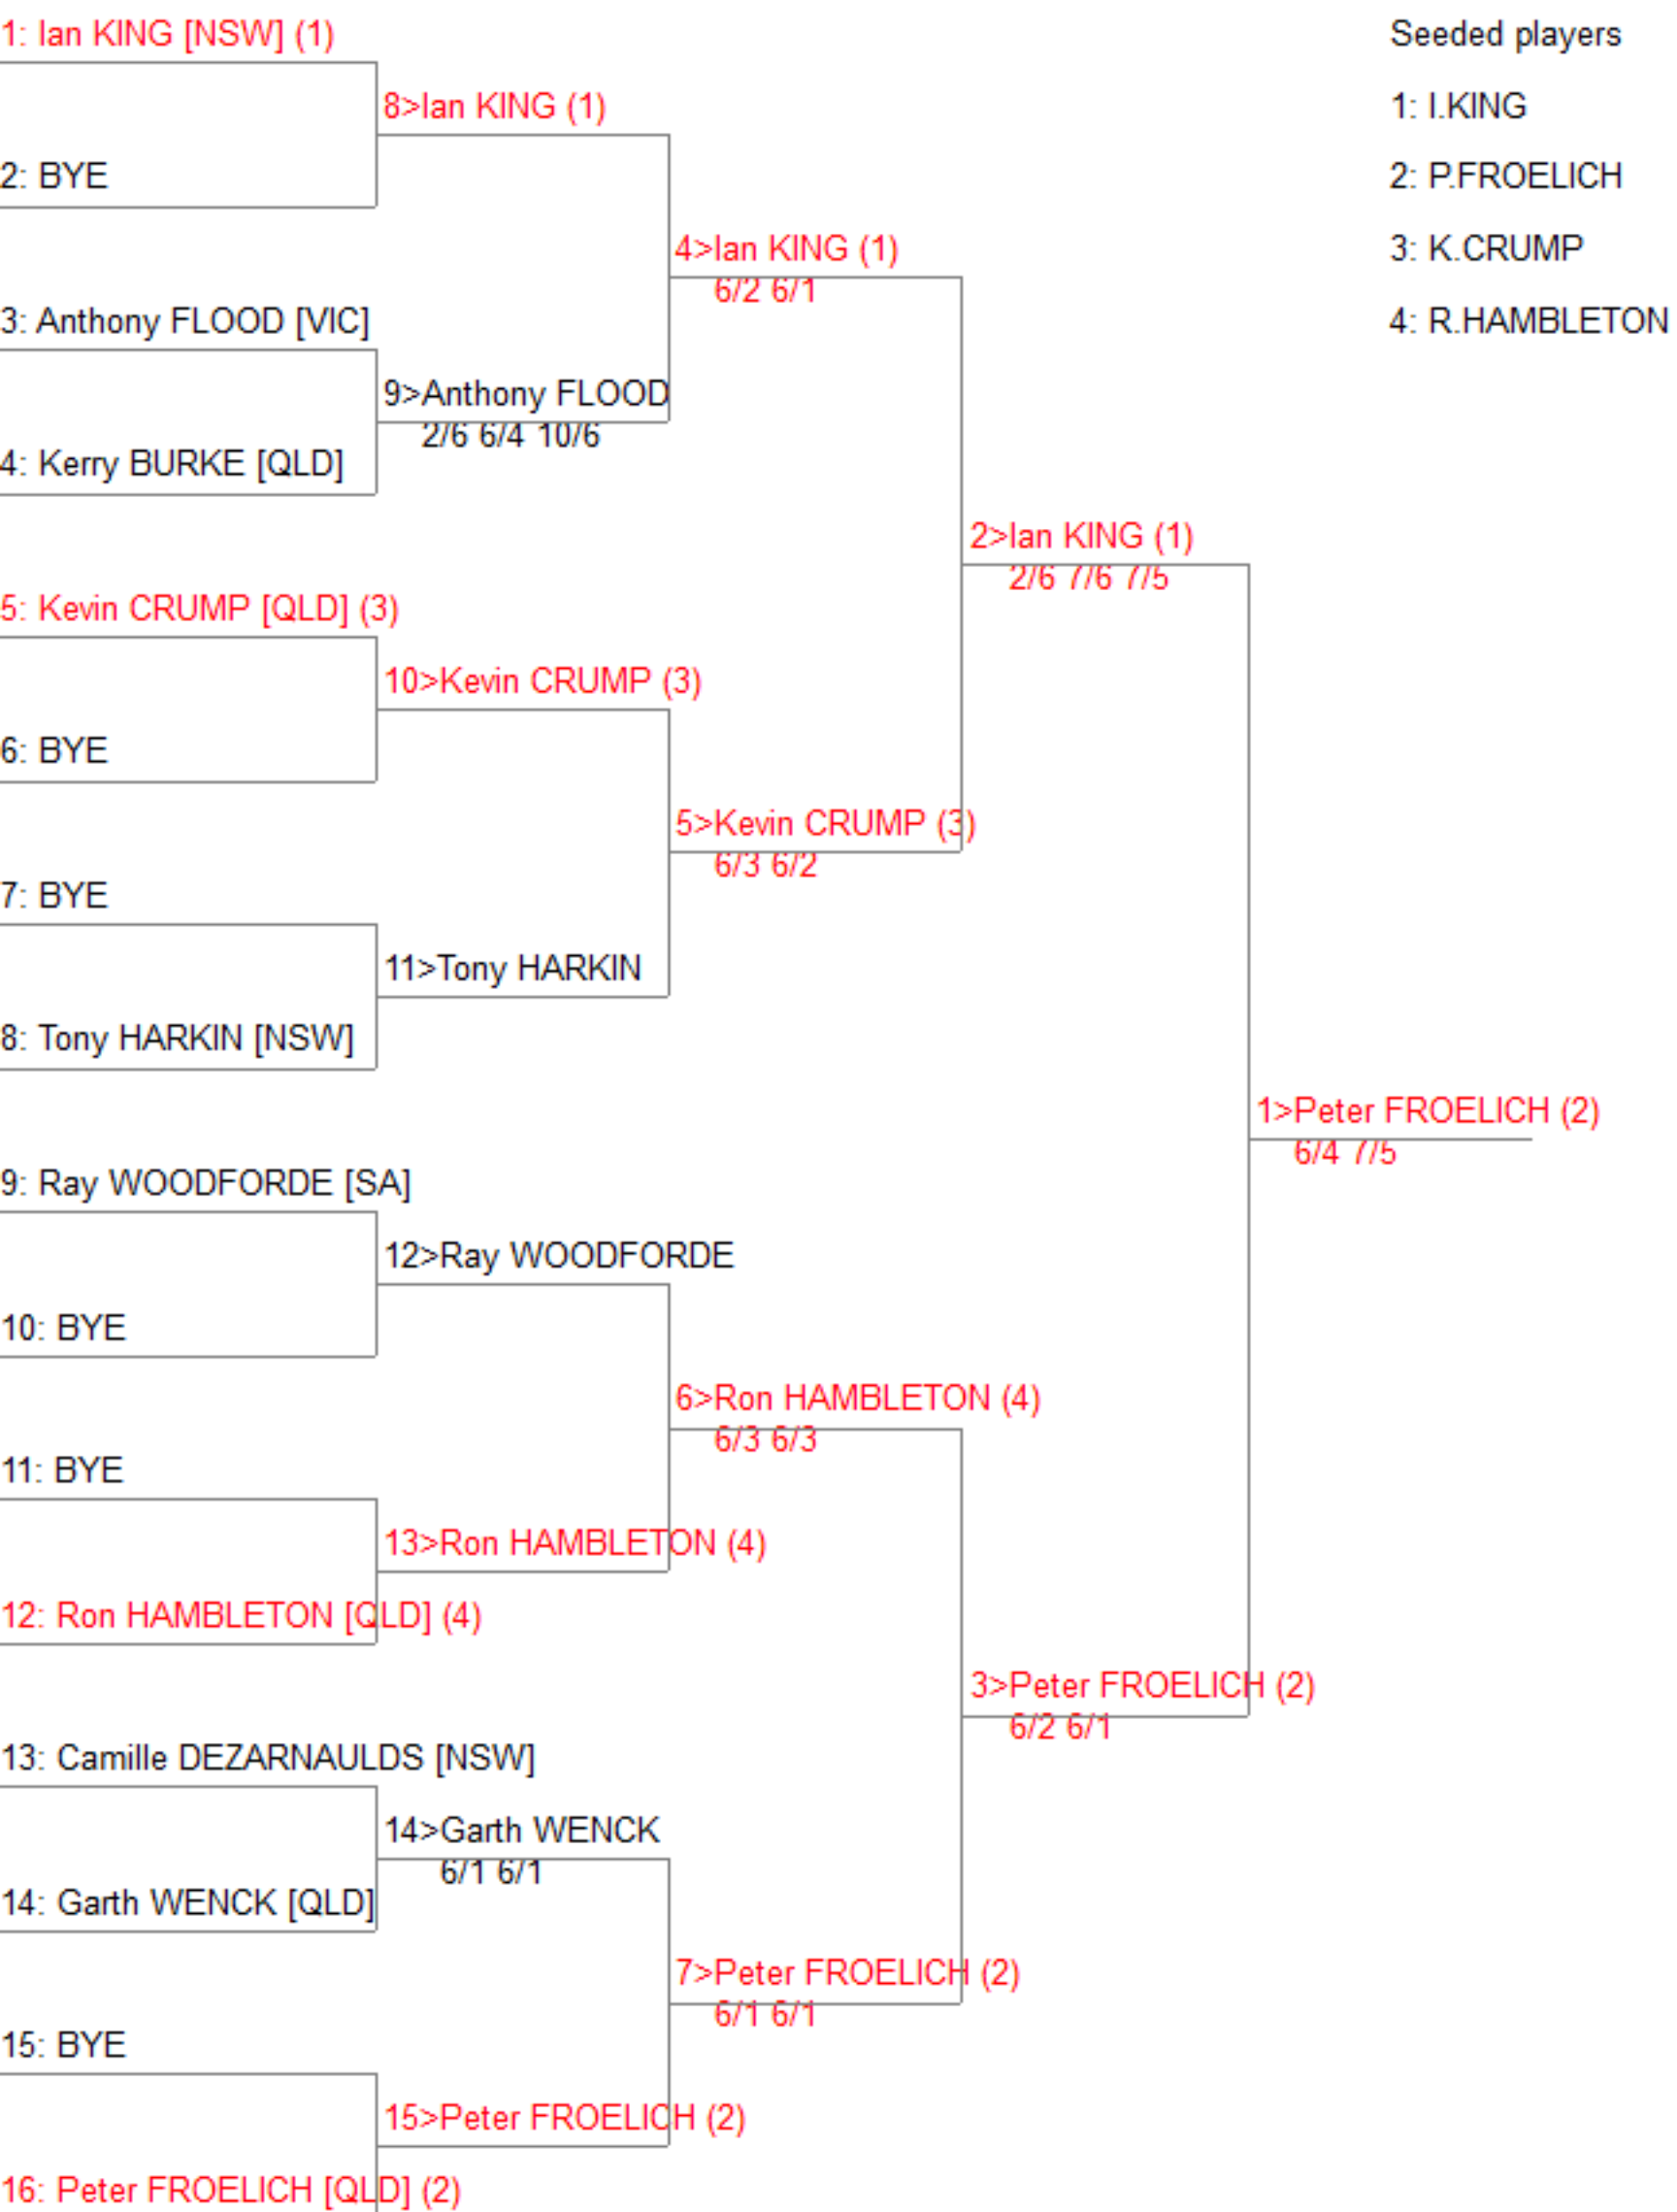 1: Ian KING [NSW] (1)
Seeded players
8>Ian KING (1)
1: I.KING
2: BYE
2: P.FROELICH
4>Ian KING (1)
3: K.CRUMP
6/2 6/1
3: Anthony FLOOD [VIC]
4: R.HAMBLETON
9>Anthony FLOOD
2/6 6/4 10/6
4: Kerry BURKE [QLD]
2>Ian KING (1)
2/6 7/6 7/5
5: Kevin CRUMP [QLD] (3)
10>Kevin CRUMP (3)
6: BYE
5>Kevin CRUMP (3)
6/3 6/2
7: BYE
11>Tony HARKIN
8: Tony HARKIN [NSW]
1>Peter FROELICH (2)
6/4 7/5
9: Ray WOODFORDE [SA]
12>Ray WOODFORDE
10: BYE
6>Ron HAMBLETON (4)
6/3 6/3
11: BYE
13>Ron HAMBLETON (4)
12: Ron HAMBLETON [QLD] (4)
3>Peter FROELICH (2)
6/2 6/1
13: Camille DEZARNAULDS [NSW]
14>Garth WENCK
6/1 6/1
14: Garth WENCK [QLD]
7>Peter FROELICH (2)
6/1 6/1
15: BYE
15>Peter FROELICH (2)
16: Peter FROELICH [QLD] (2)